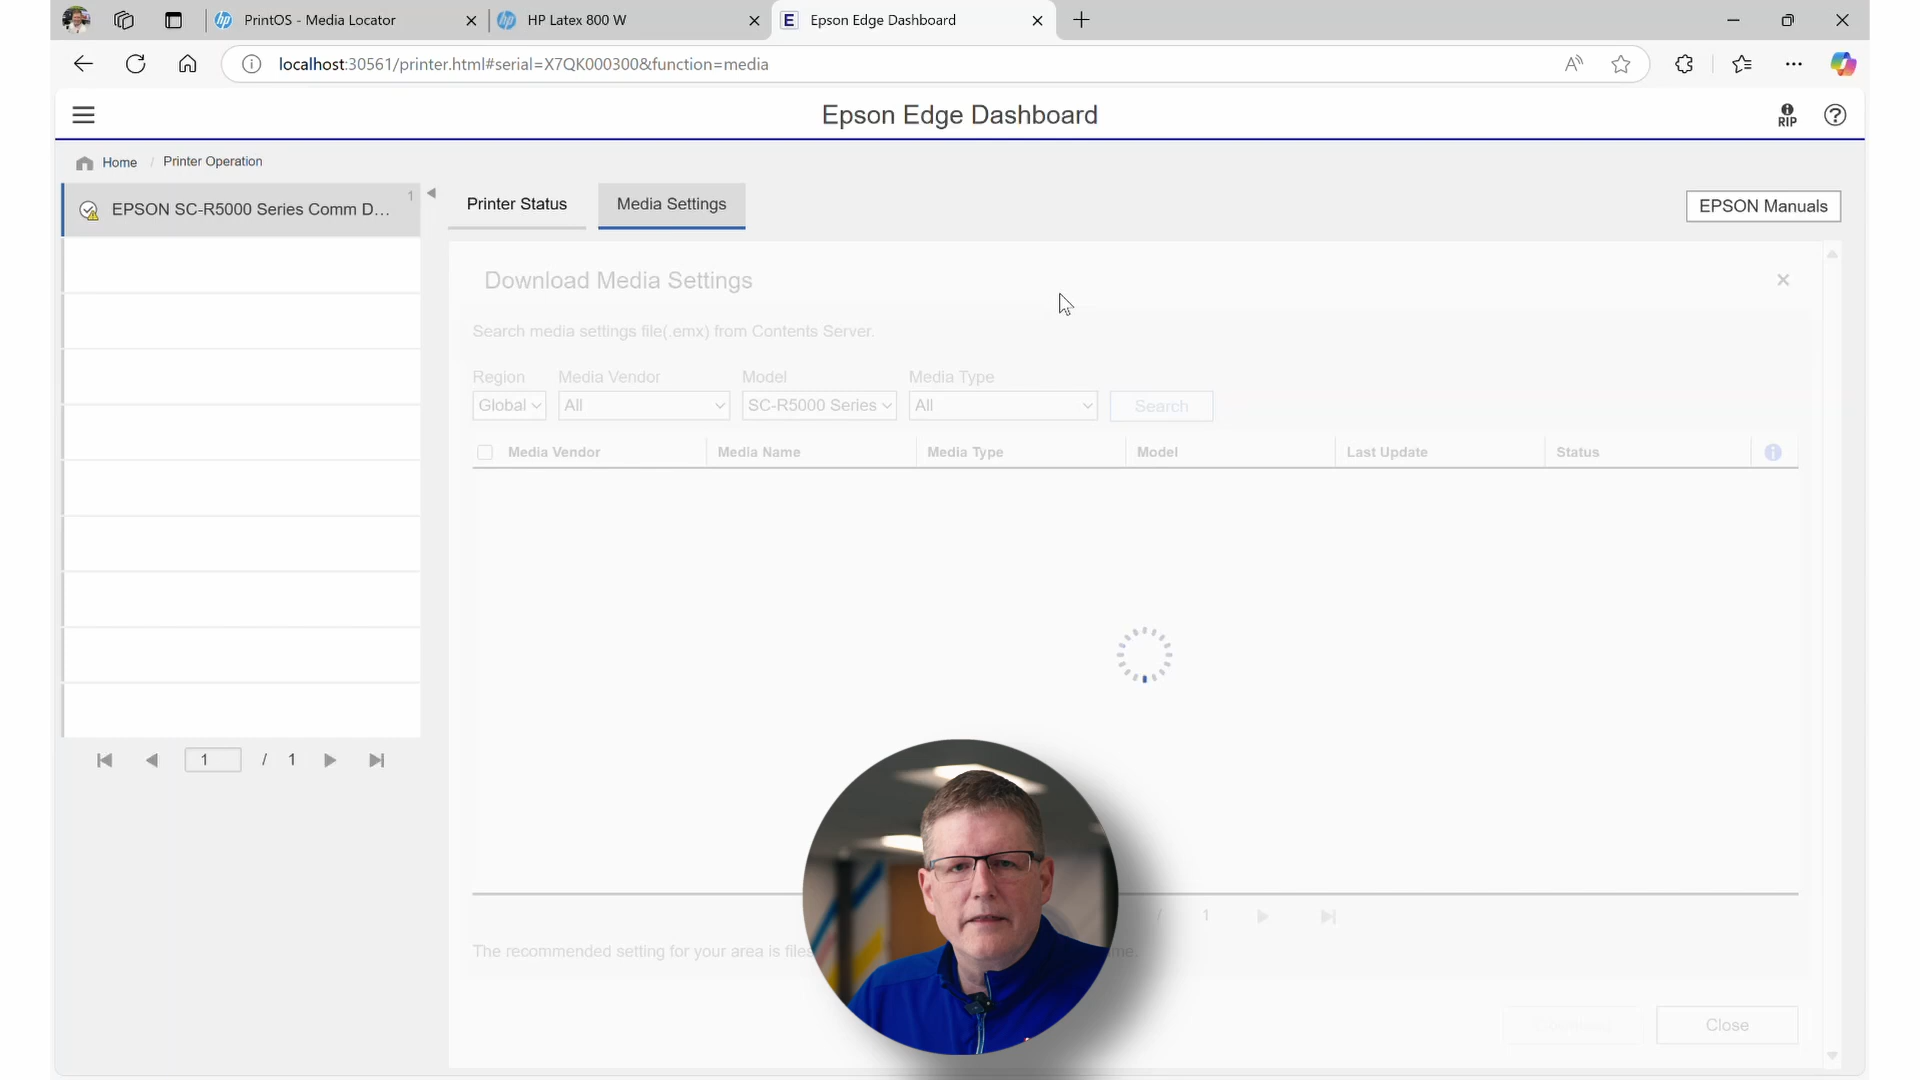 PrintOS - Media Locator
HP Latex 800 W
Epson Edge Dashboard
localhost:30561/printer.html#serial=X7QK000300&function=media
Epson Edge Dashboard
RIP
Home / Printer Operation
EPSON SC-R5000 Series Comm D...
1
Printer Status
Media Settings
EPSON Manuals
Download Media Settings
Search media settings file(.emx) from Contents Server.
Region Media Vendor Model Media Type
Global All SC-R5000 Series All Search
Media Vendor Media Name Media Type Model Last Update Status
1 / 1
/ 1
The recommended setting for your area is files
Close